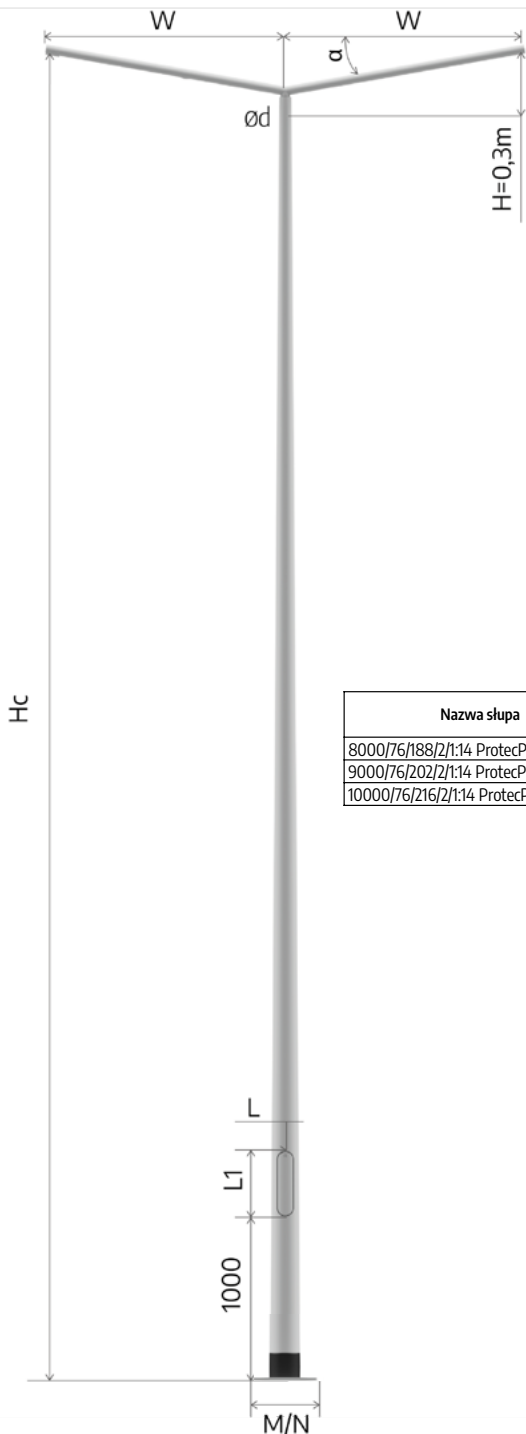 W
W
α
Ød
H=0,3m
Hc
Nazwa słupa
8000/76/188/2/1:14 ProtecP
9000/76/202/2/1:14 ProtecP
10000/76/216/2/1:14 ProtecP
L
L1
1000
M/N